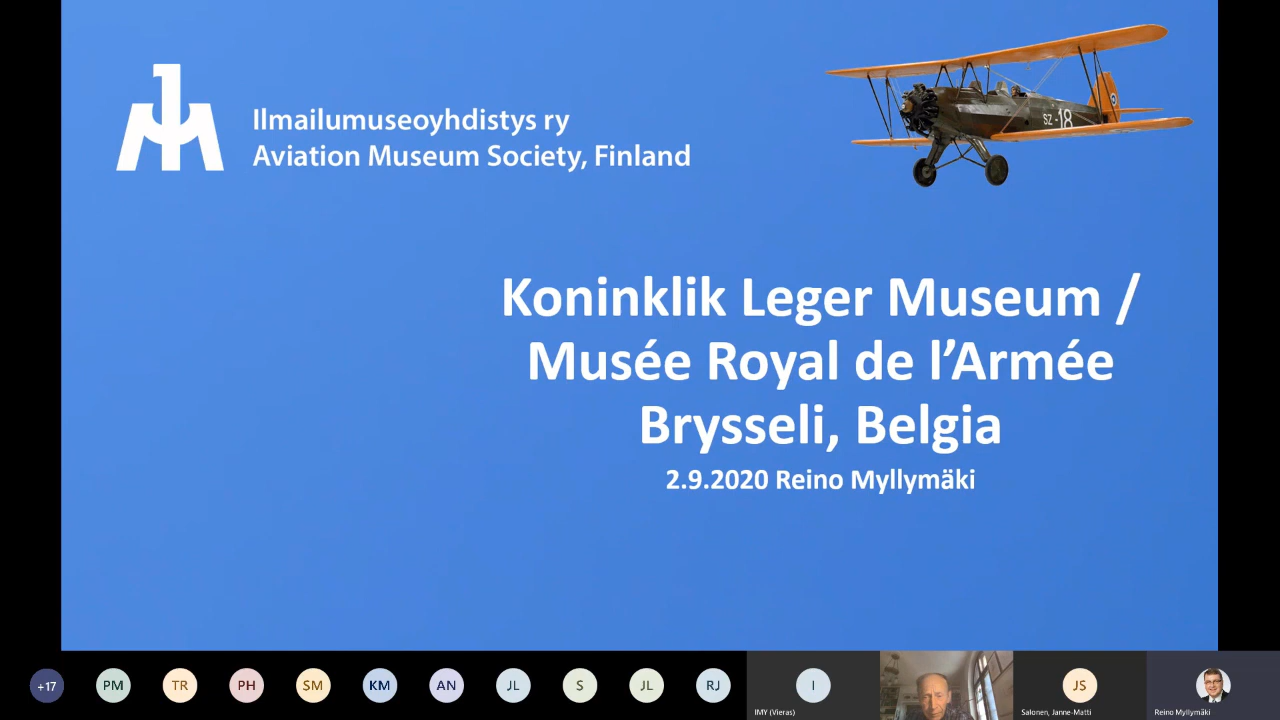 Ilmailumuseoyhdistys ry
Aviation Museum Society, Finland
SZ-18
Koninklik Leger Museum /
Musée Royal de l’Armée
Brysseli, Belgia
2.9.2020 Reino Myllymäki
+17
PM
TR
PH
SM
KM
AN
JL
S
JL
RJ
I
JS
IMY (Vieras)
Salonen, Janne-Matti
Reino Myllymäki